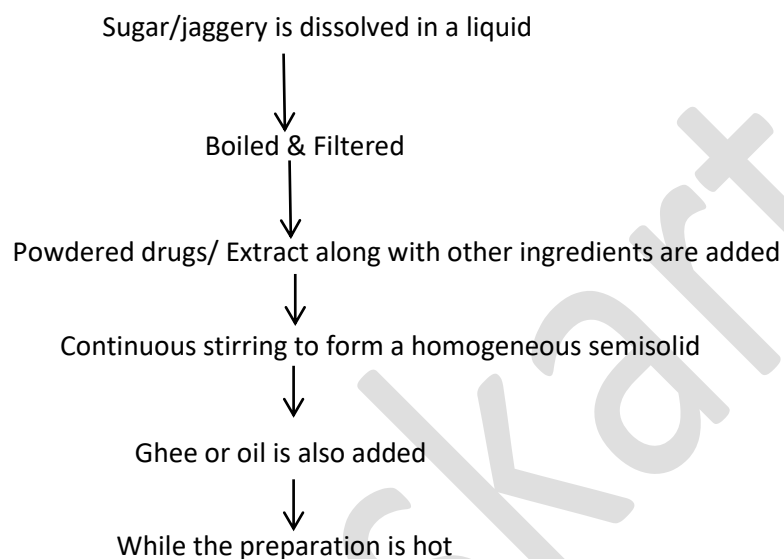 Sugar/jaggery is dissolved in a liquid
Boiled & Filtered
Powdered drugs/ Extract along with other ingredients are added
Continuous stirring to form a homogeneous semisolid
Ghee or oil is also added
While the preparation is hot